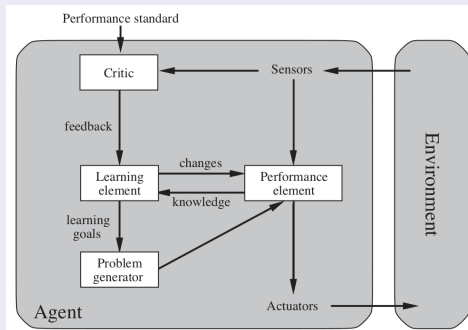 Performance standard
Critic
Sensors
feedback
changes
Learning
element
Performance
element
knowledge
learning
goals
Problem
generator
Actuators
Agent
Environment